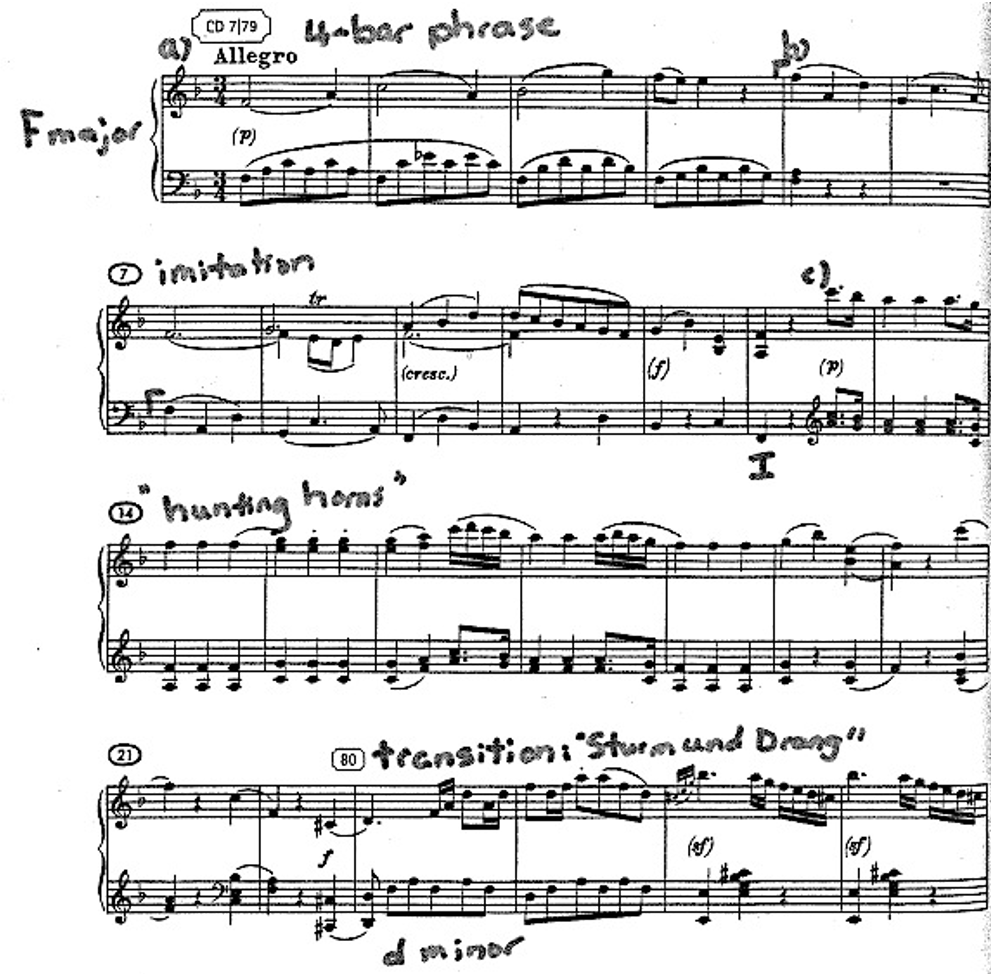 CD 7|79 4-bar phrase
a) Allegro b)
F major
(p)
7 imitation
tr c)
(cresc.) (f) (p)
I
14 "hunting horns"
21 80 transition: "Sturm und Drang"
f (sf) (sf)
d minor